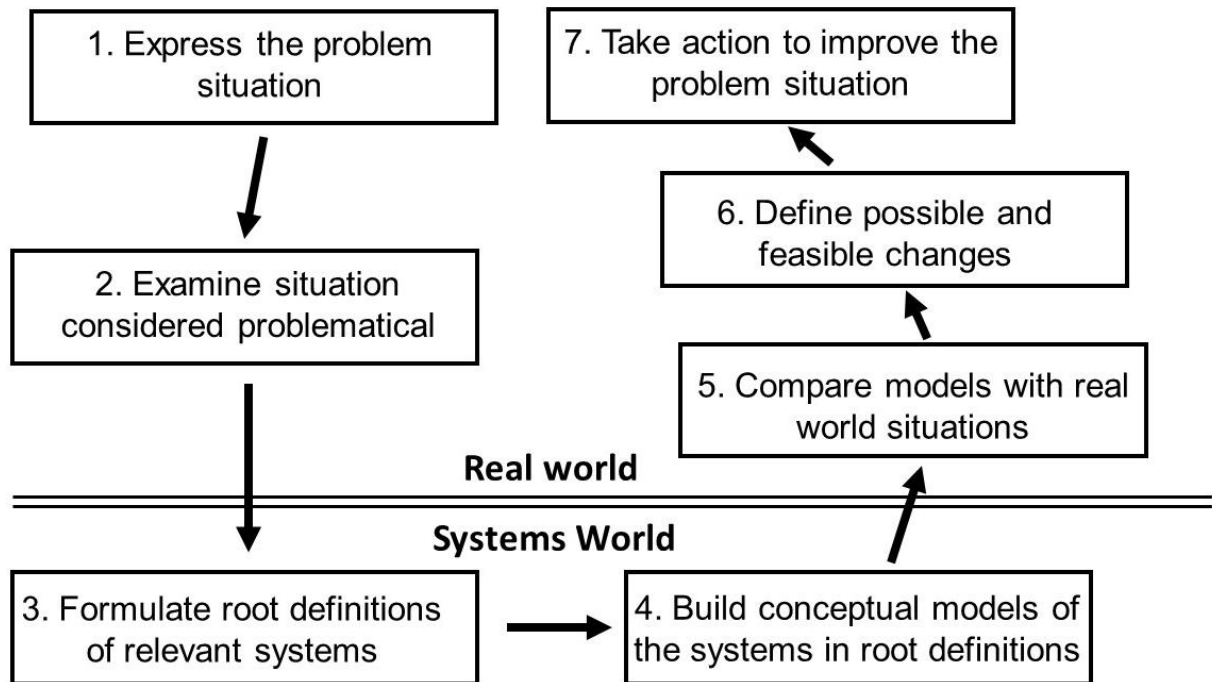 1. Express the problem
situation
2. Examine situation
considered problematical
3. Formulate root definitions
of relevant systems
4. Build conceptual models of
the systems in root definitions
5. Compare models with real
world situations
6. Define possible and
feasible changes
7. Take action to improve the
problem situation
Real world
Systems World